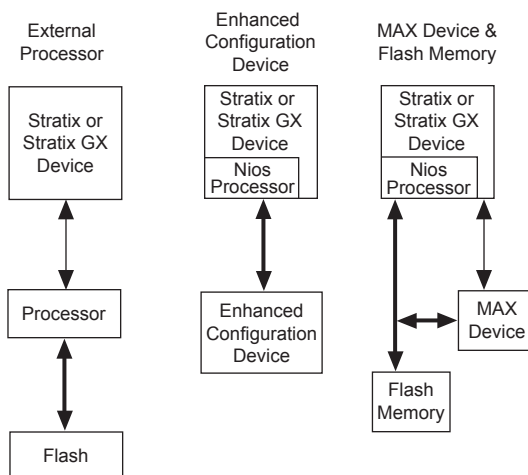 External
Processor
Stratix or
Stratix GX
Device
Processor
Flash
Enhanced
Configuration
Device
Stratix or
Stratix GX
Device
Nios
Processor
Enhanced
Configuration
Device
MAX Device &
Flash Memory
Stratix or
Stratix GX
Device
Nios
Processor
MAX
Device
Flash
Memory